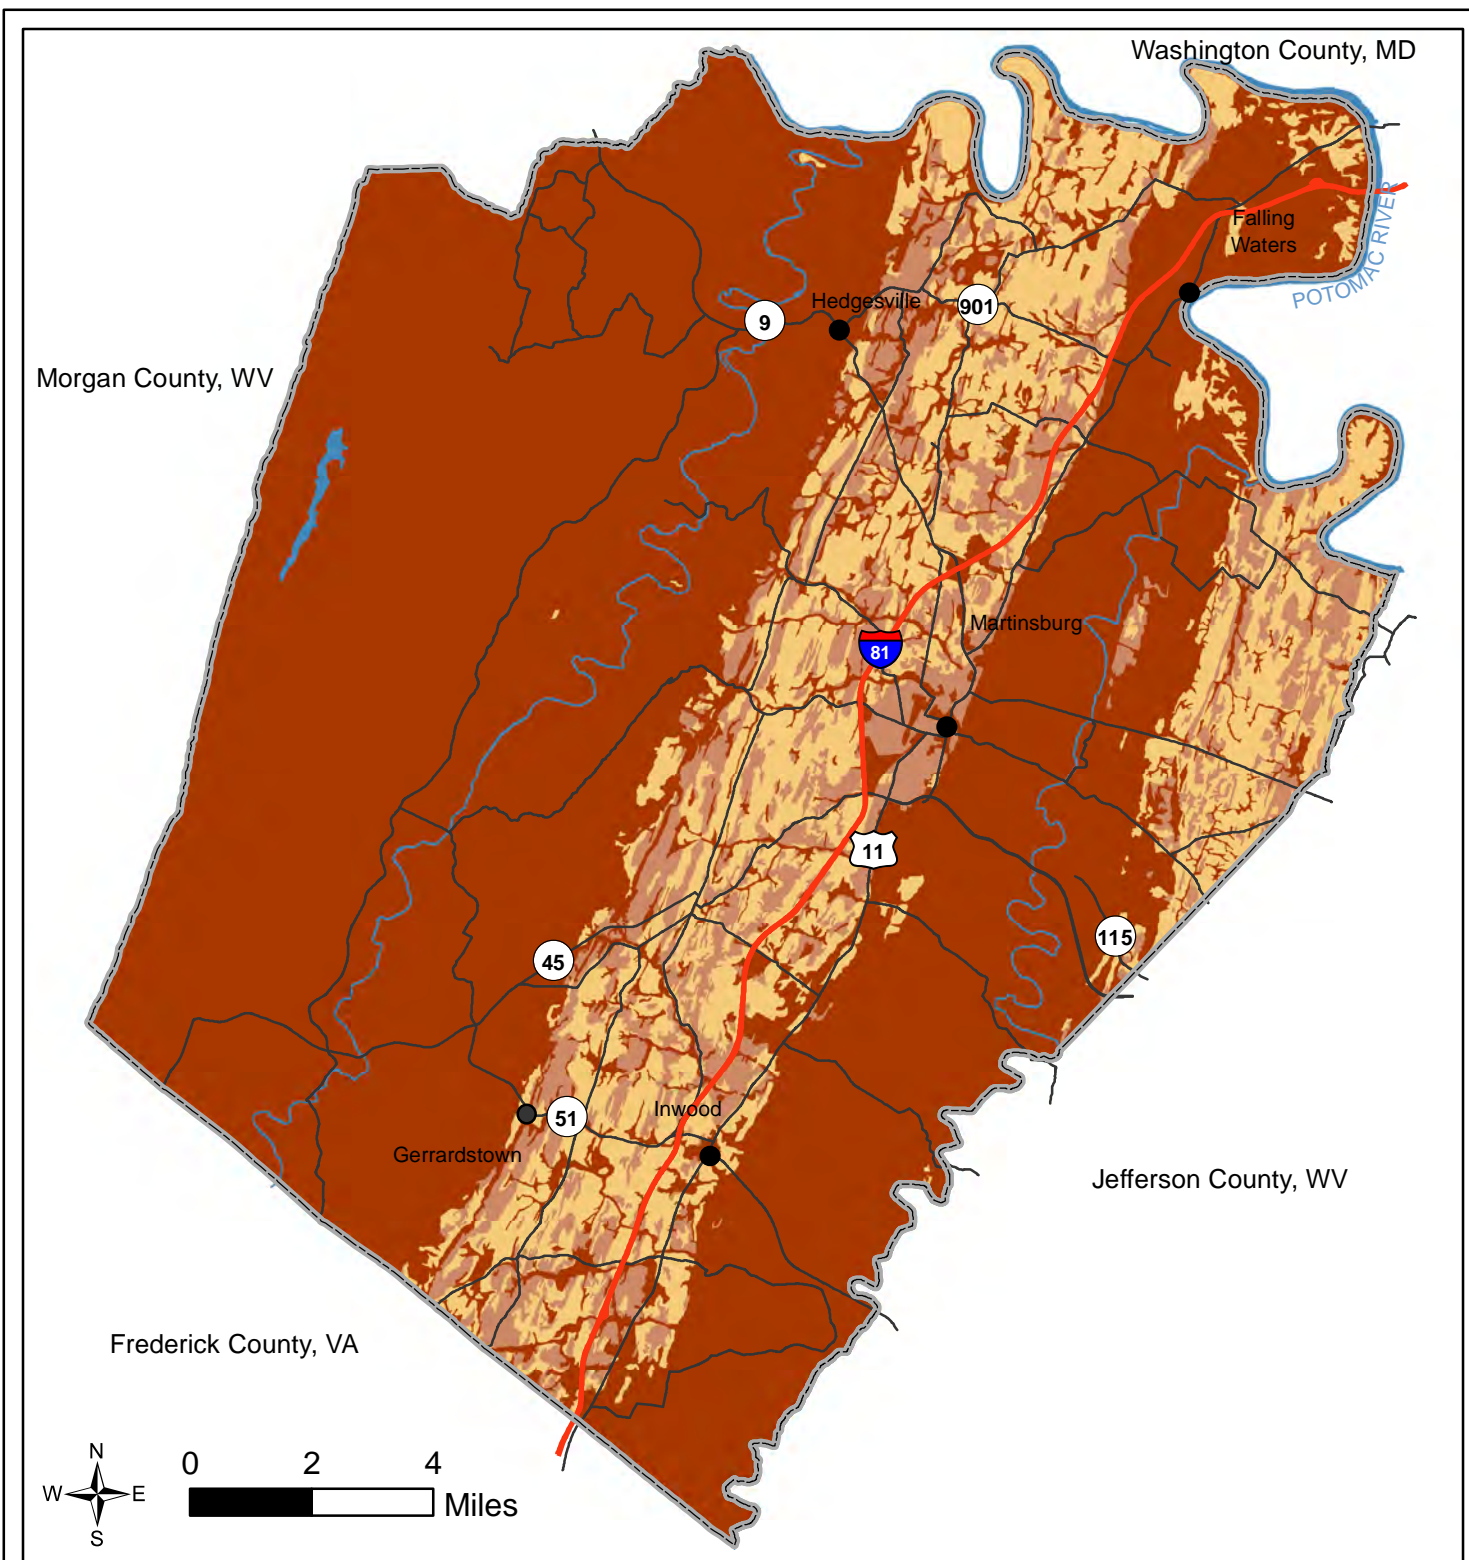 Washington County, MD
Falling
Waters
POTOMAC RIVER
Hedgesville
901
9
Morgan County, WV
Martinsburg
81
11
115
45
51
Inwood
Gerrardstown
Jefferson County, WV
Frederick County, VA
N
W E
S
0 2 4
Miles